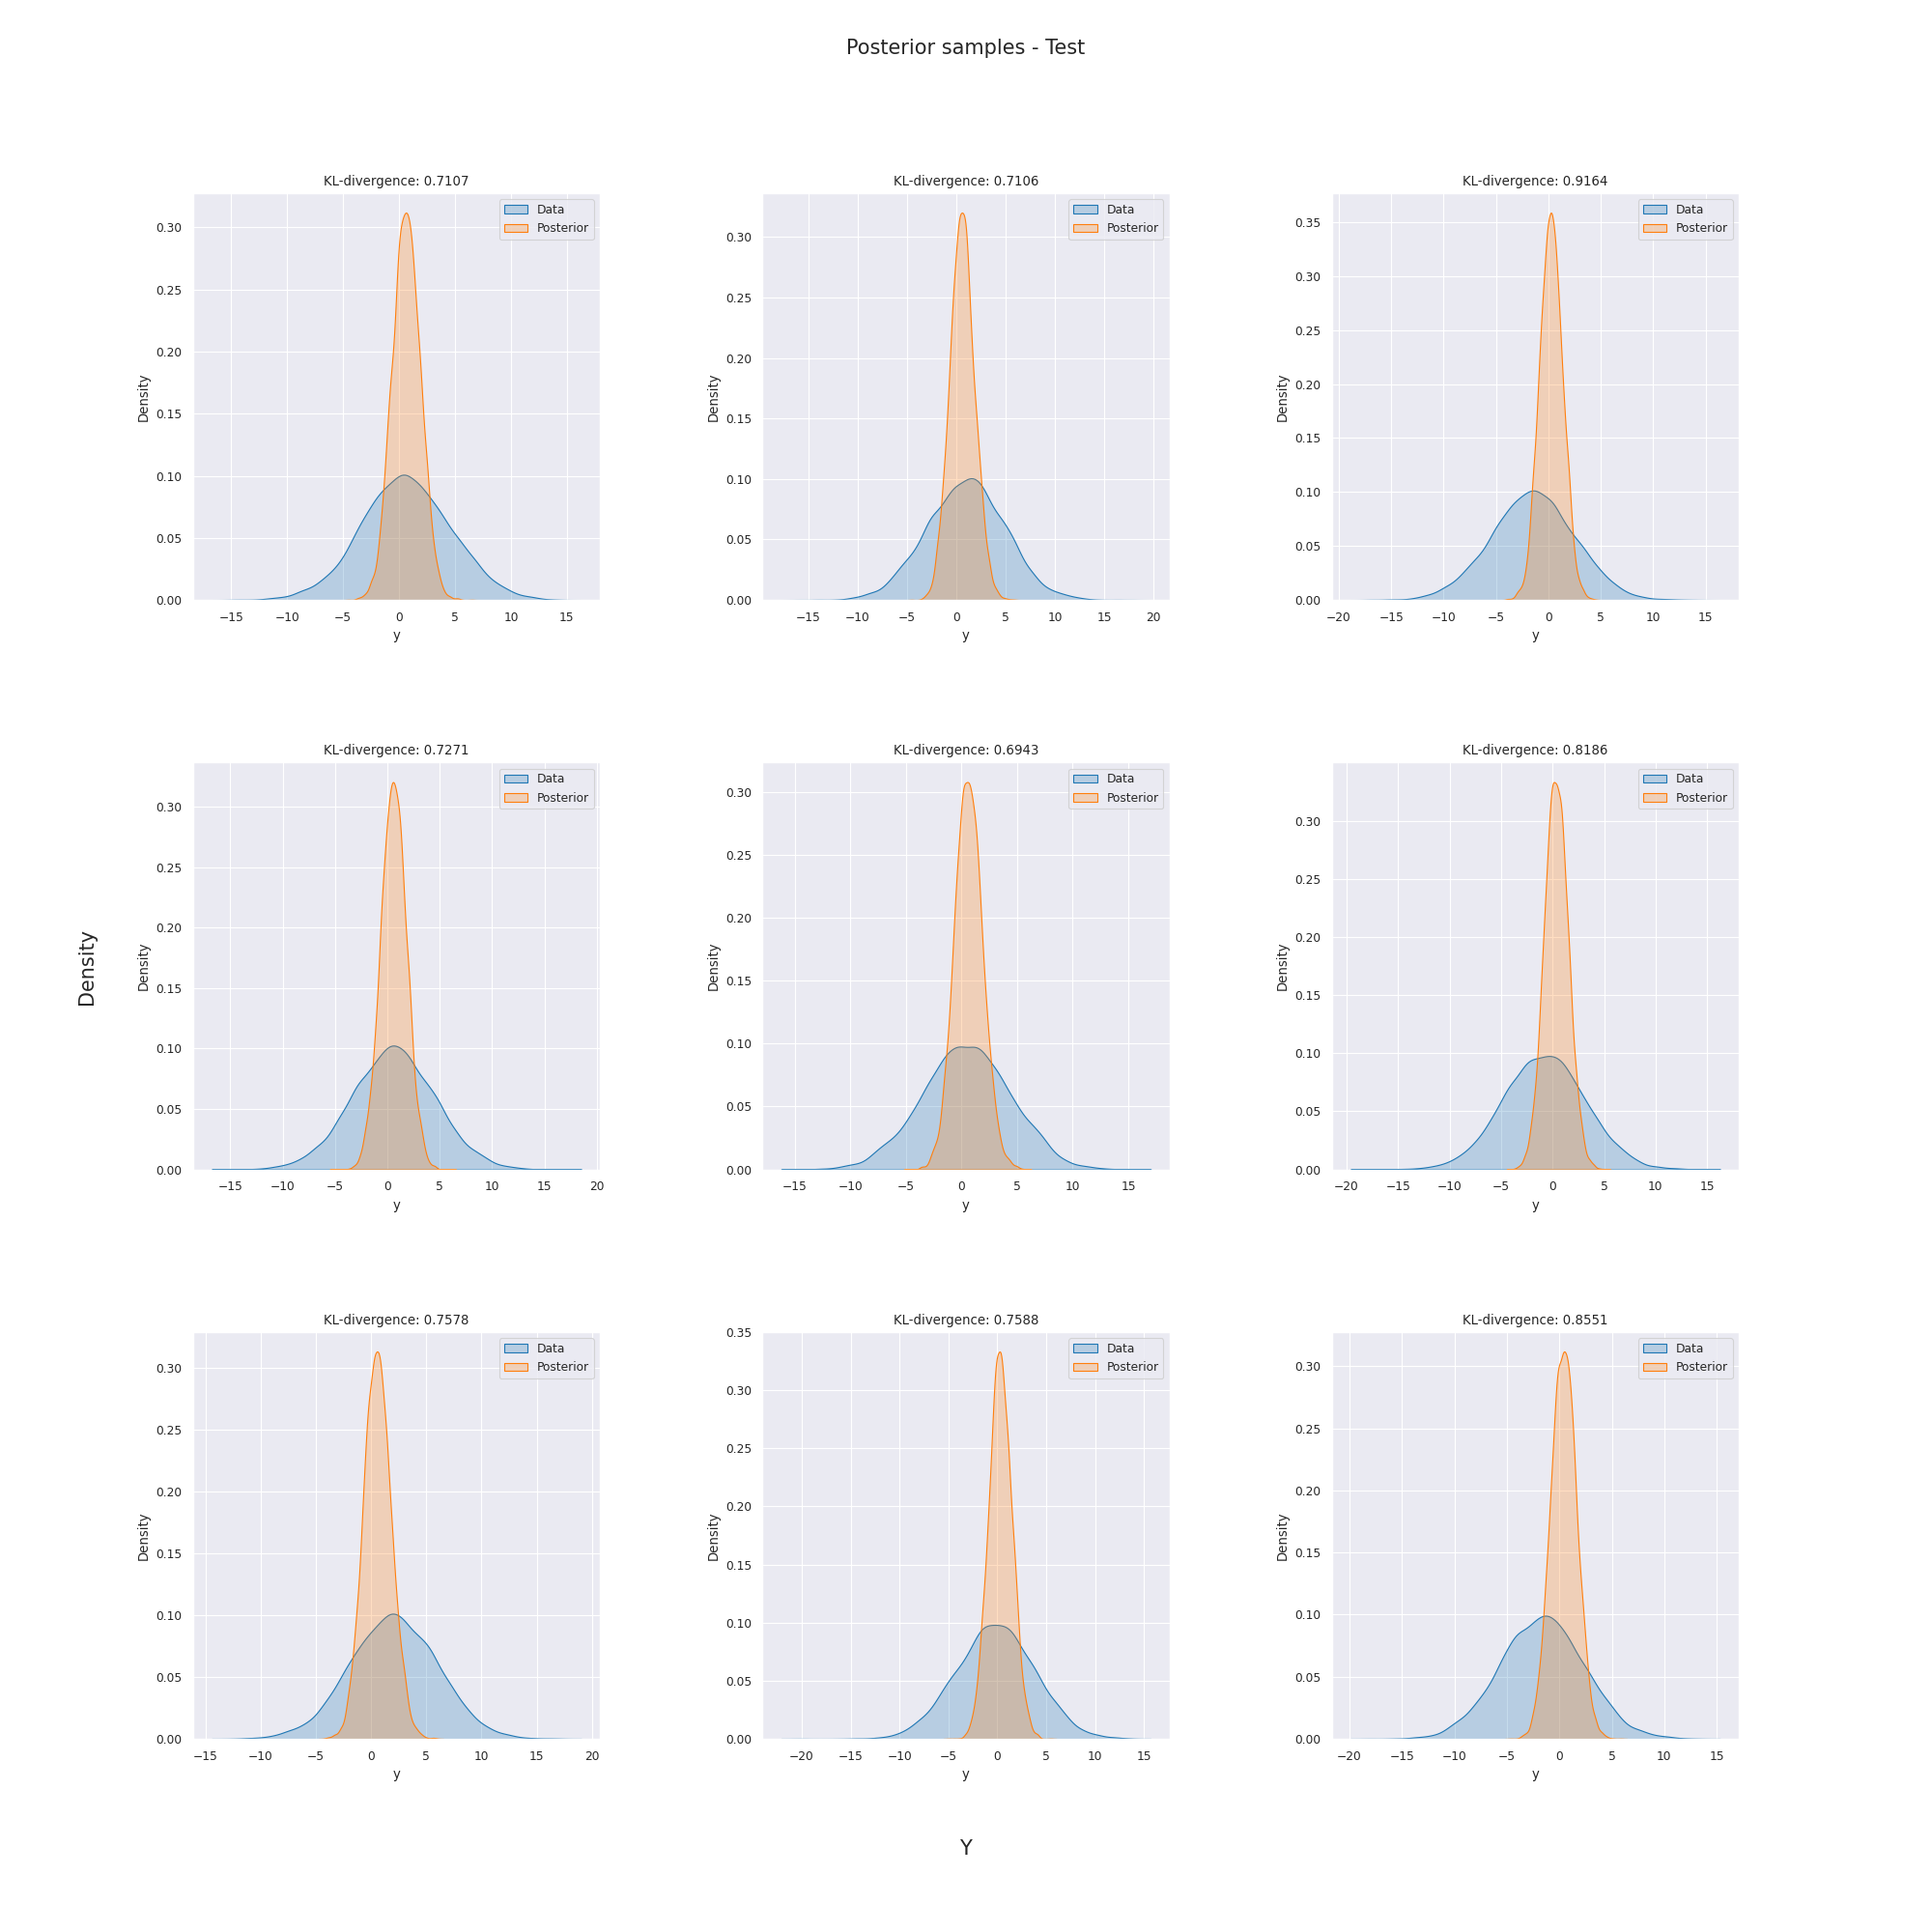 Posterior samples - Test
KL-divergence: 0.7107
Data
Posterior
0.30
0.25
0.20
0.15
0.10
0.05
0.00
Density
−15 −10 −5 0 5 10 15
y
KL-divergence: 0.7106
Data
Posterior
0.30
0.25
0.20
0.15
0.10
0.05
0.00
Density
−15 −10 −5 0 5 10 15 20
y
KL-divergence: 0.9164
Data
Posterior
0.35
0.30
0.25
0.20
0.15
0.10
0.05
0.00
Density
−20 −15 −10 −5 0 5 10 15
y
KL-divergence: 0.7271
Data
Posterior
0.30
0.25
0.20
0.15
0.10
0.05
0.00
Density
Density
−15 −10 −5 0 5 10 15 20
y
KL-divergence: 0.6943
Data
Posterior
0.30
0.25
0.20
0.15
0.10
0.05
0.00
Density
−15 −10 −5 0 5 10 15
y
KL-divergence: 0.8186
Data
Posterior
0.30
0.25
0.20
0.15
0.10
0.05
0.00
Density
−20 −15 −10 −5 0 5 10 15
y
KL-divergence: 0.7578
Data
Posterior
0.30
0.25
0.20
0.15
0.10
0.05
0.00
Density
−15 −10 −5 0 5 10 15 20
y
KL-divergence: 0.7588
Data
Posterior
0.35
0.30
0.25
0.20
0.15
0.10
0.05
0.00
Density
−20 −15 −10 −5 0 5 10 15
y
KL-divergence: 0.8551
Data
Posterior
0.30
0.25
0.20
0.15
0.10
0.05
0.00
Density
−20 −15 −10 −5 0 5 10 15
y
Y